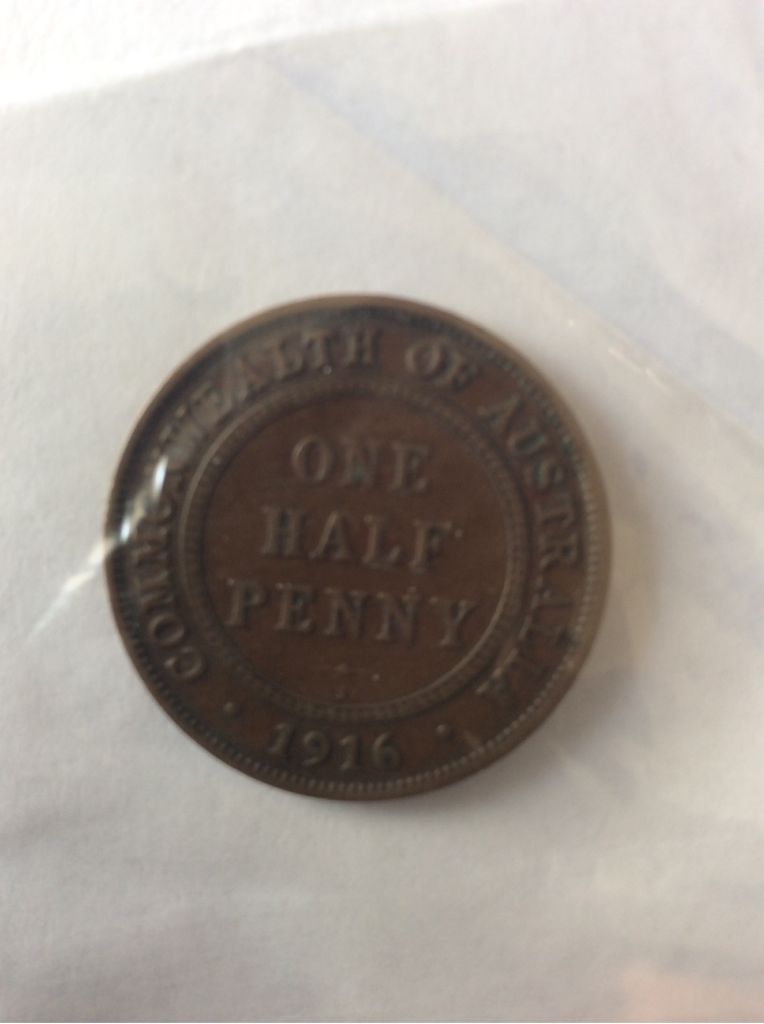 COMMONWEALTH OF AUSTRALIA
ONE
HALF
PENNY
1916